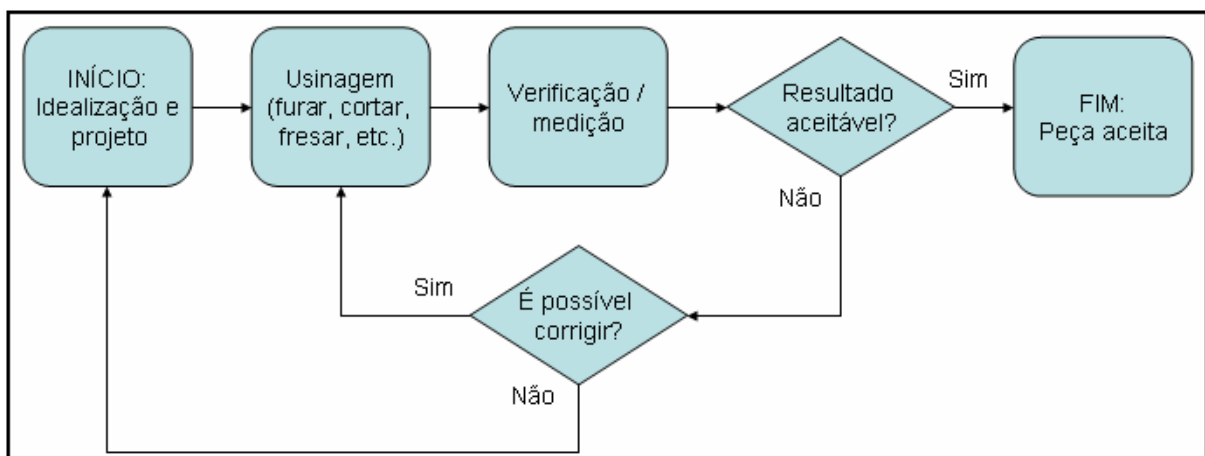 INÍCIO:
Idealização e
projeto
Usinagem
(furar, cortar,
fresar, etc.)
Verificação /
medição
Resultado
aceitável?
Sim
FIM:
Peça aceita
Não
É possível
corrigir?
Sim
Não